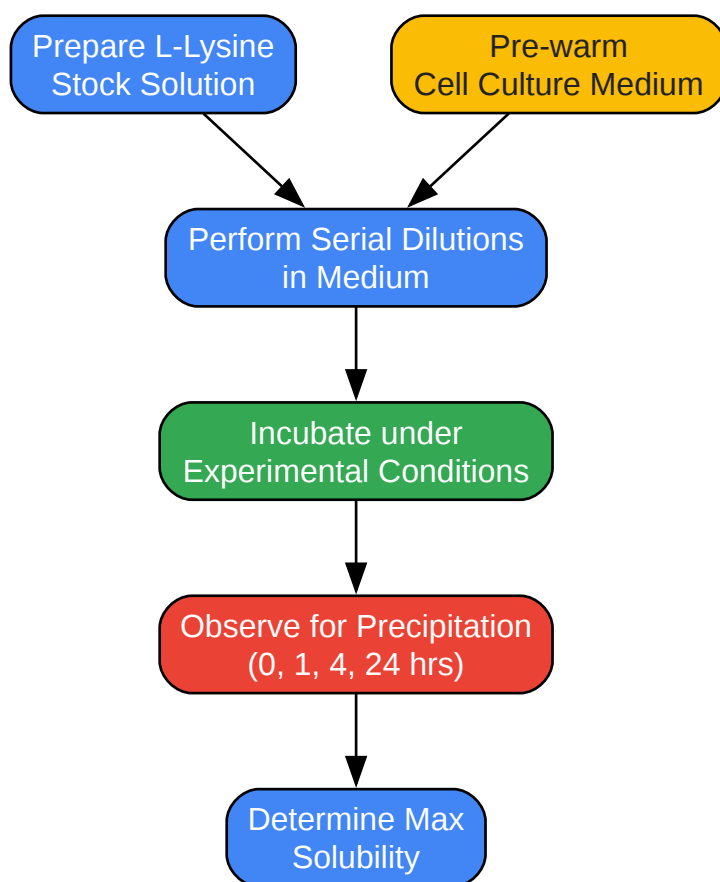 Prepare L-Lysine
Stock Solution
Pre-warm
Cell Culture Medium
Perform Serial Dilutions
in Medium
Incubate under
Experimental Conditions
Observe for Precipitation
(0, 1, 4, 24 hrs)
Determine Max
Solubility